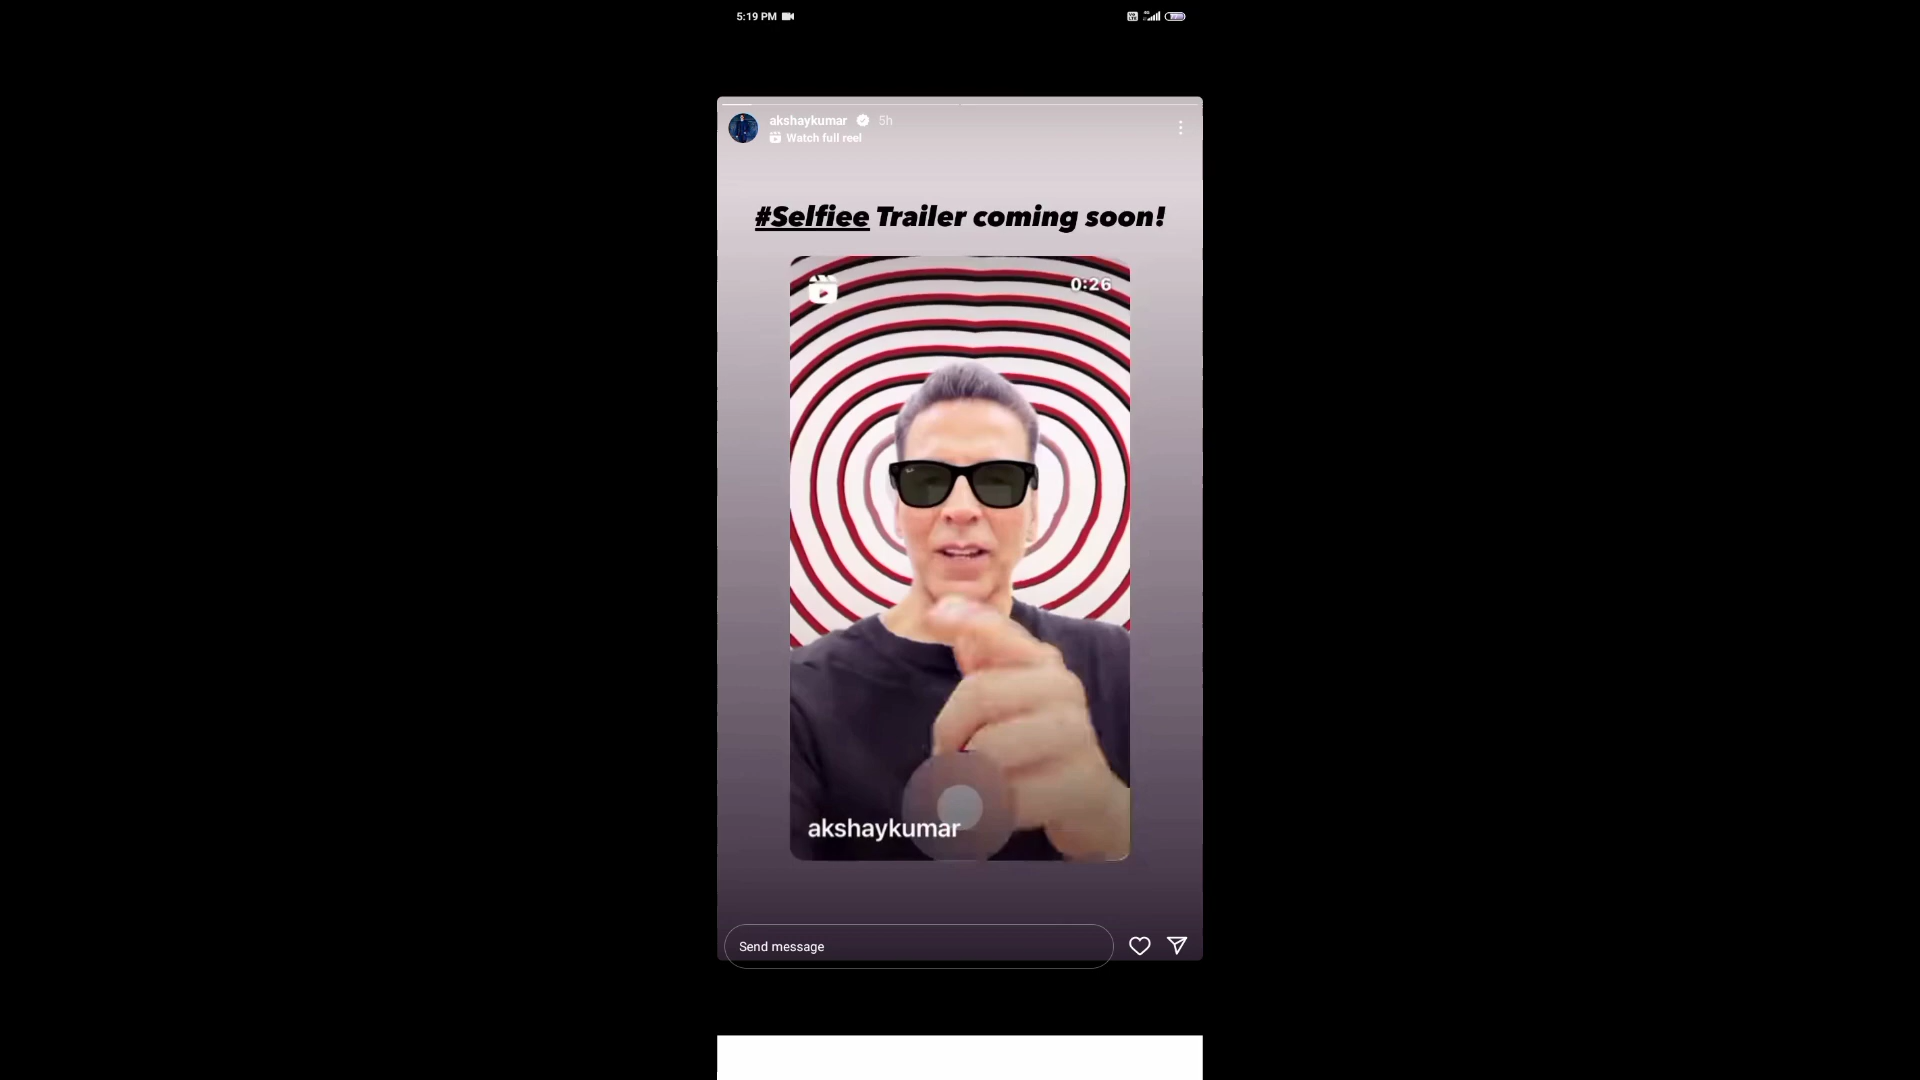 5:19 PM
akshaykumar 5h
Watch full reel
#Selfiee Trailer coming soon!
0:26
akshaykumar
Send message